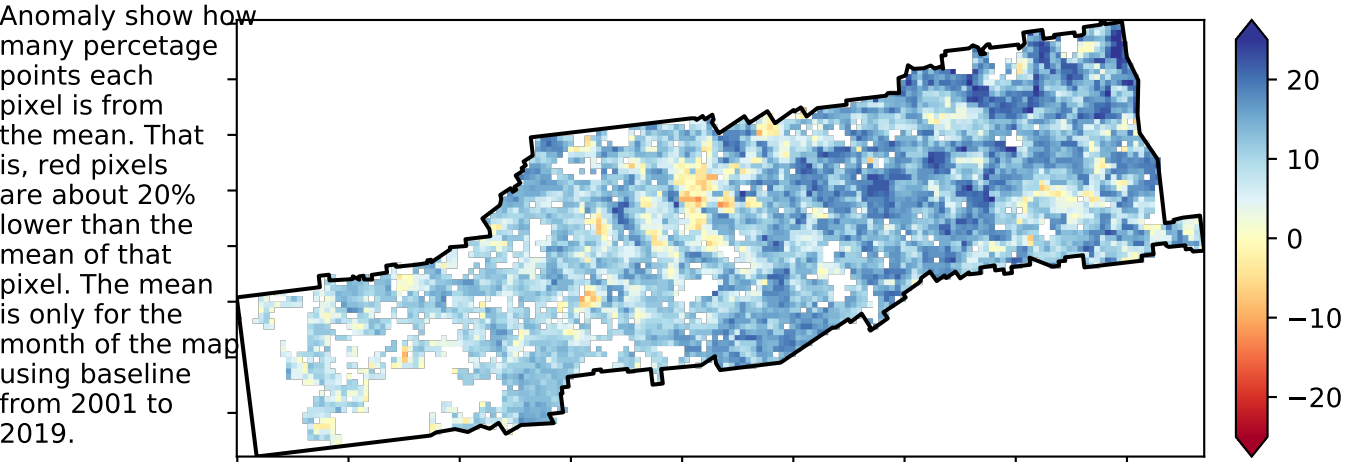 Anomaly show how
many percetage
points each
pixel is from
the mean. That
is, red pixels
are about 20%
lower than the
mean of that
pixel. The mean
is only for the
month of the map
using baseline
from 2001 to
2019.
20
10
0
−10
−20